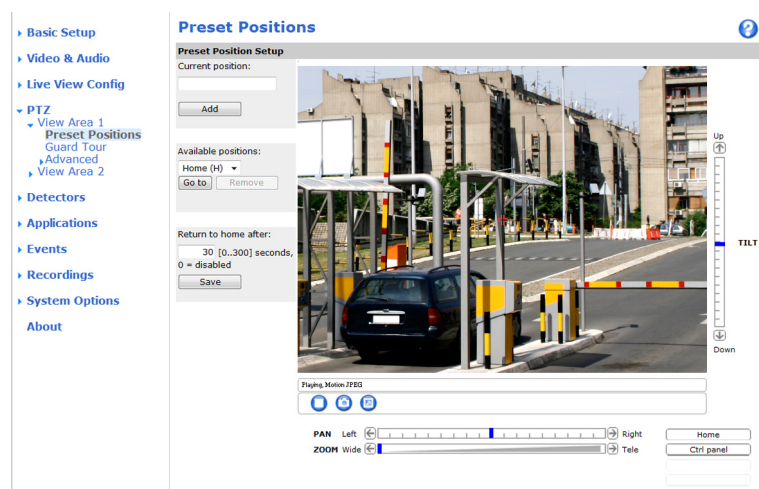 Basic Setup
Video & Audio
Live View Config
PTZ
View Area 1
Preset Positions
Guard Tour
Advanced
View Area 2
Detectors
Applications
Events
Recordings
System Options
About
Preset Positions
?
Preset Position Setup
Current position:
Add
Available positions:
Home (H)
Go to Remove
Return to home after:
30 [0..300] seconds,
0 = disabled
Save
Up
TILT
Down
Playing, Motion JPEG
PAN Left Right Home
ZOOM Wide Tele Ctrl panel